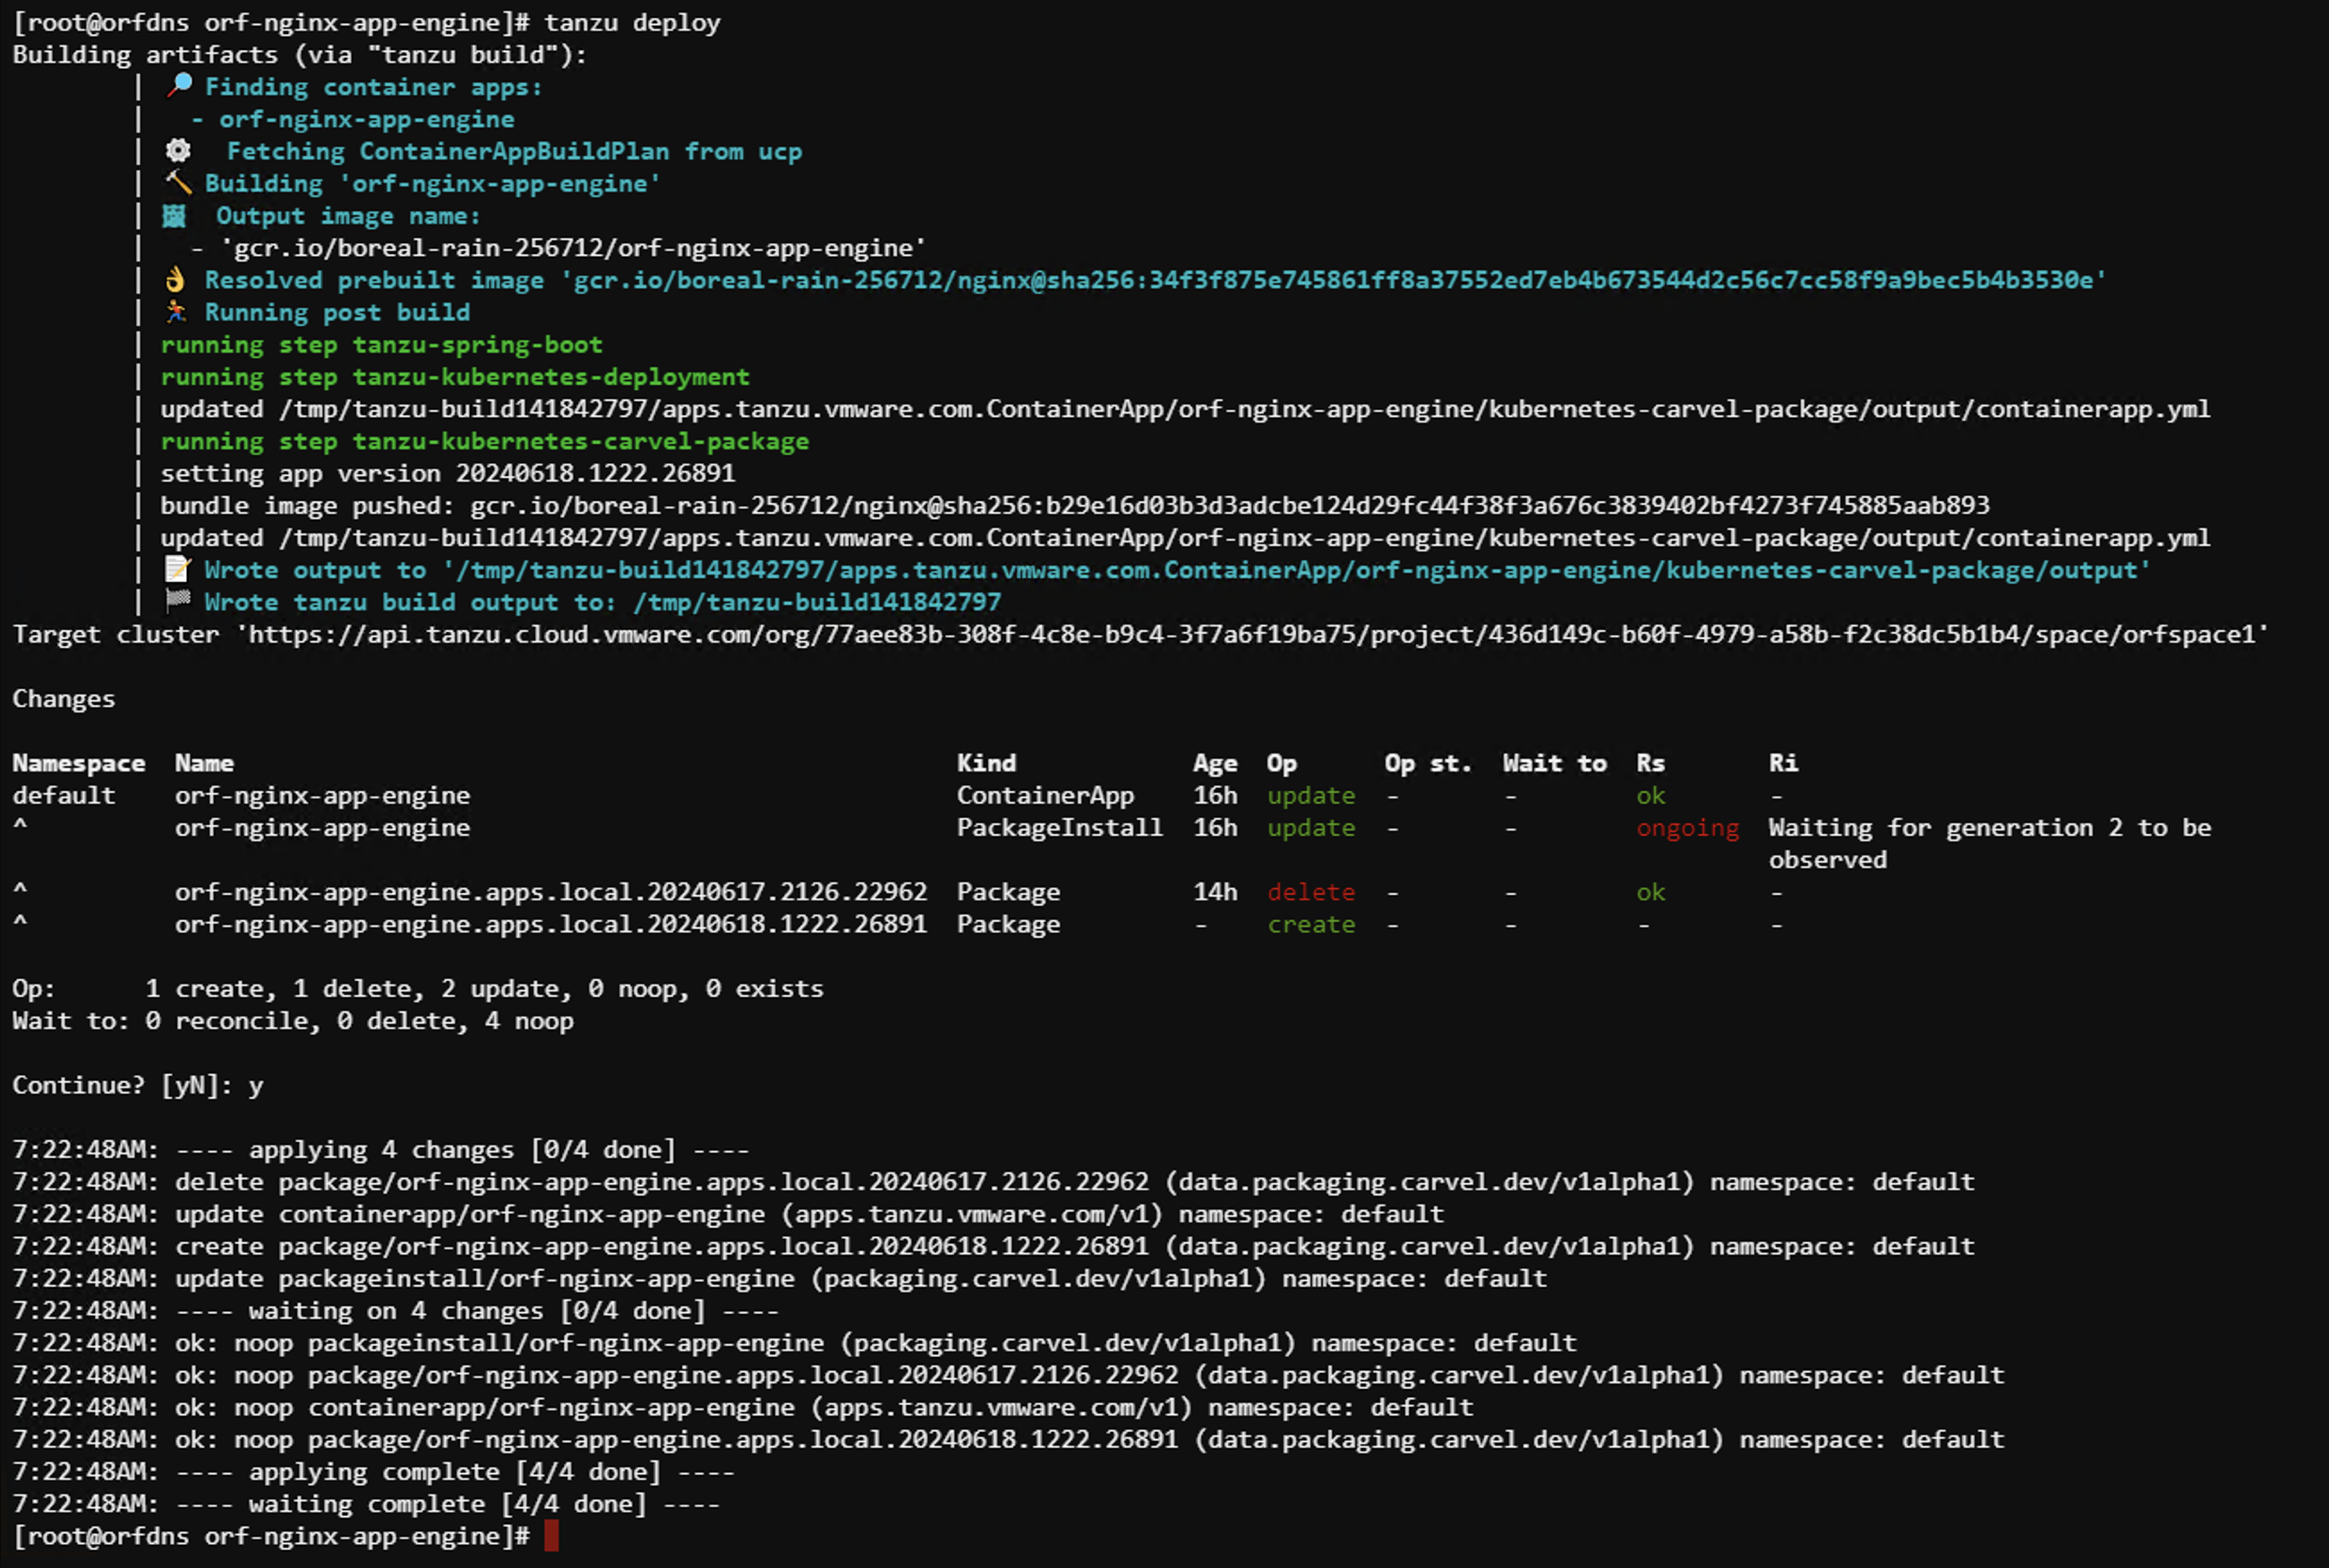 [root@orfdns orf-nginx-app-engine]# tanzu deploy
Building artifacts (via "tanzu build"):
| 🔎 Finding container apps:
|   - orf-nginx-app-engine
| ⚙ Fetching ContainerAppBuildPlan from ucp
| 🔨 Building 'orf-nginx-app-engine'
| 🖼 Output image name:
|   - 'gcr.io/boreal-rain-256712/orf-nginx-app-engine'
| 👌 Resolved prebuilt image 'gcr.io/boreal-rain-256712/nginx@sha256:34f3f875e745861ff8a37552ed7eb4b673544d2c56c7cc58f9a9bec5b4b3530e'
| 🏃 Running post build
| running step tanzu-spring-boot
| running step tanzu-kubernetes-deployment
| updated /tmp/tanzu-build141842797/apps.tanzu.vmware.com.ContainerApp/orf-nginx-app-engine/kubernetes-carvel-package/output/containerapp.yml
| running step tanzu-kubernetes-carvel-package
| setting app version 20240618.1222.26891
| bundle image pushed: gcr.io/boreal-rain-256712/nginx@sha256:b29e16d03b3d3adcbe124d29fc44f38f3a676c3839402bf4273f745885aab893
| updated /tmp/tanzu-build141842797/apps.tanzu.vmware.com.ContainerApp/orf-nginx-app-engine/kubernetes-carvel-package/output/containerapp.yml
| 📝 Wrote output to '/tmp/tanzu-build141842797/apps.tanzu.vmware.com.ContainerApp/orf-nginx-app-engine/kubernetes-carvel-package/output'
| 🏁 Wrote tanzu build output to: /tmp/tanzu-build141842797
Target cluster 'https://api.tanzu.cloud.vmware.com/org/77aee83b-308f-4c8e-b9c4-3f7a6f19ba75/project/436d149c-b60f-4979-a58b-f2c38dc5b1b4/space/orfspace1'
Changes
Namespace  Name  Kind  Age  Op  Op st.  Wait to  Rs  Ri
default  orf-nginx-app-engine  ContainerApp  16h  update  -  -  ok  -
^  orf-nginx-app-engine  PackageInstall  16h  update  -  -  ongoing  Waiting for generation 2 to be
observed
^  orf-nginx-app-engine.apps.local.20240617.2126.22962  Package  14h  delete  -  -  ok  -
^  orf-nginx-app-engine.apps.local.20240618.1222.26891  Package  -  create  -  -  -  -
Op:      1 create, 1 delete, 2 update, 0 noop, 0 exists
Wait to: 0 reconcile, 0 delete, 4 noop
Continue? [yN]: y
7:22:48AM: ---- applying 4 changes [0/4 done] ----
7:22:48AM: delete package/orf-nginx-app-engine.apps.local.20240617.2126.22962 (data.packaging.carvel.dev/v1alpha1) namespace: default
7:22:48AM: update containerapp/orf-nginx-app-engine (apps.tanzu.vmware.com/v1) namespace: default
7:22:48AM: create package/orf-nginx-app-engine.apps.local.20240618.1222.26891 (data.packaging.carvel.dev/v1alpha1) namespace: default
7:22:48AM: update packageinstall/orf-nginx-app-engine (packaging.carvel.dev/v1alpha1) namespace: default
7:22:48AM: ---- waiting on 4 changes [0/4 done] ----
7:22:48AM: ok: noop packageinstall/orf-nginx-app-engine (packaging.carvel.dev/v1alpha1) namespace: default
7:22:48AM: ok: noop package/orf-nginx-app-engine.apps.local.20240617.2126.22962 (data.packaging.carvel.dev/v1alpha1) namespace: default
7:22:48AM: ok: noop containerapp/orf-nginx-app-engine (apps.tanzu.vmware.com/v1) namespace: default
7:22:48AM: ok: noop package/orf-nginx-app-engine.apps.local.20240618.1222.26891 (data.packaging.carvel.dev/v1alpha1) namespace: default
7:22:48AM: ---- applying complete [4/4 done] ----
7:22:48AM: ---- waiting complete [4/4 done] ----
[root@orfdns orf-nginx-app-engine]#